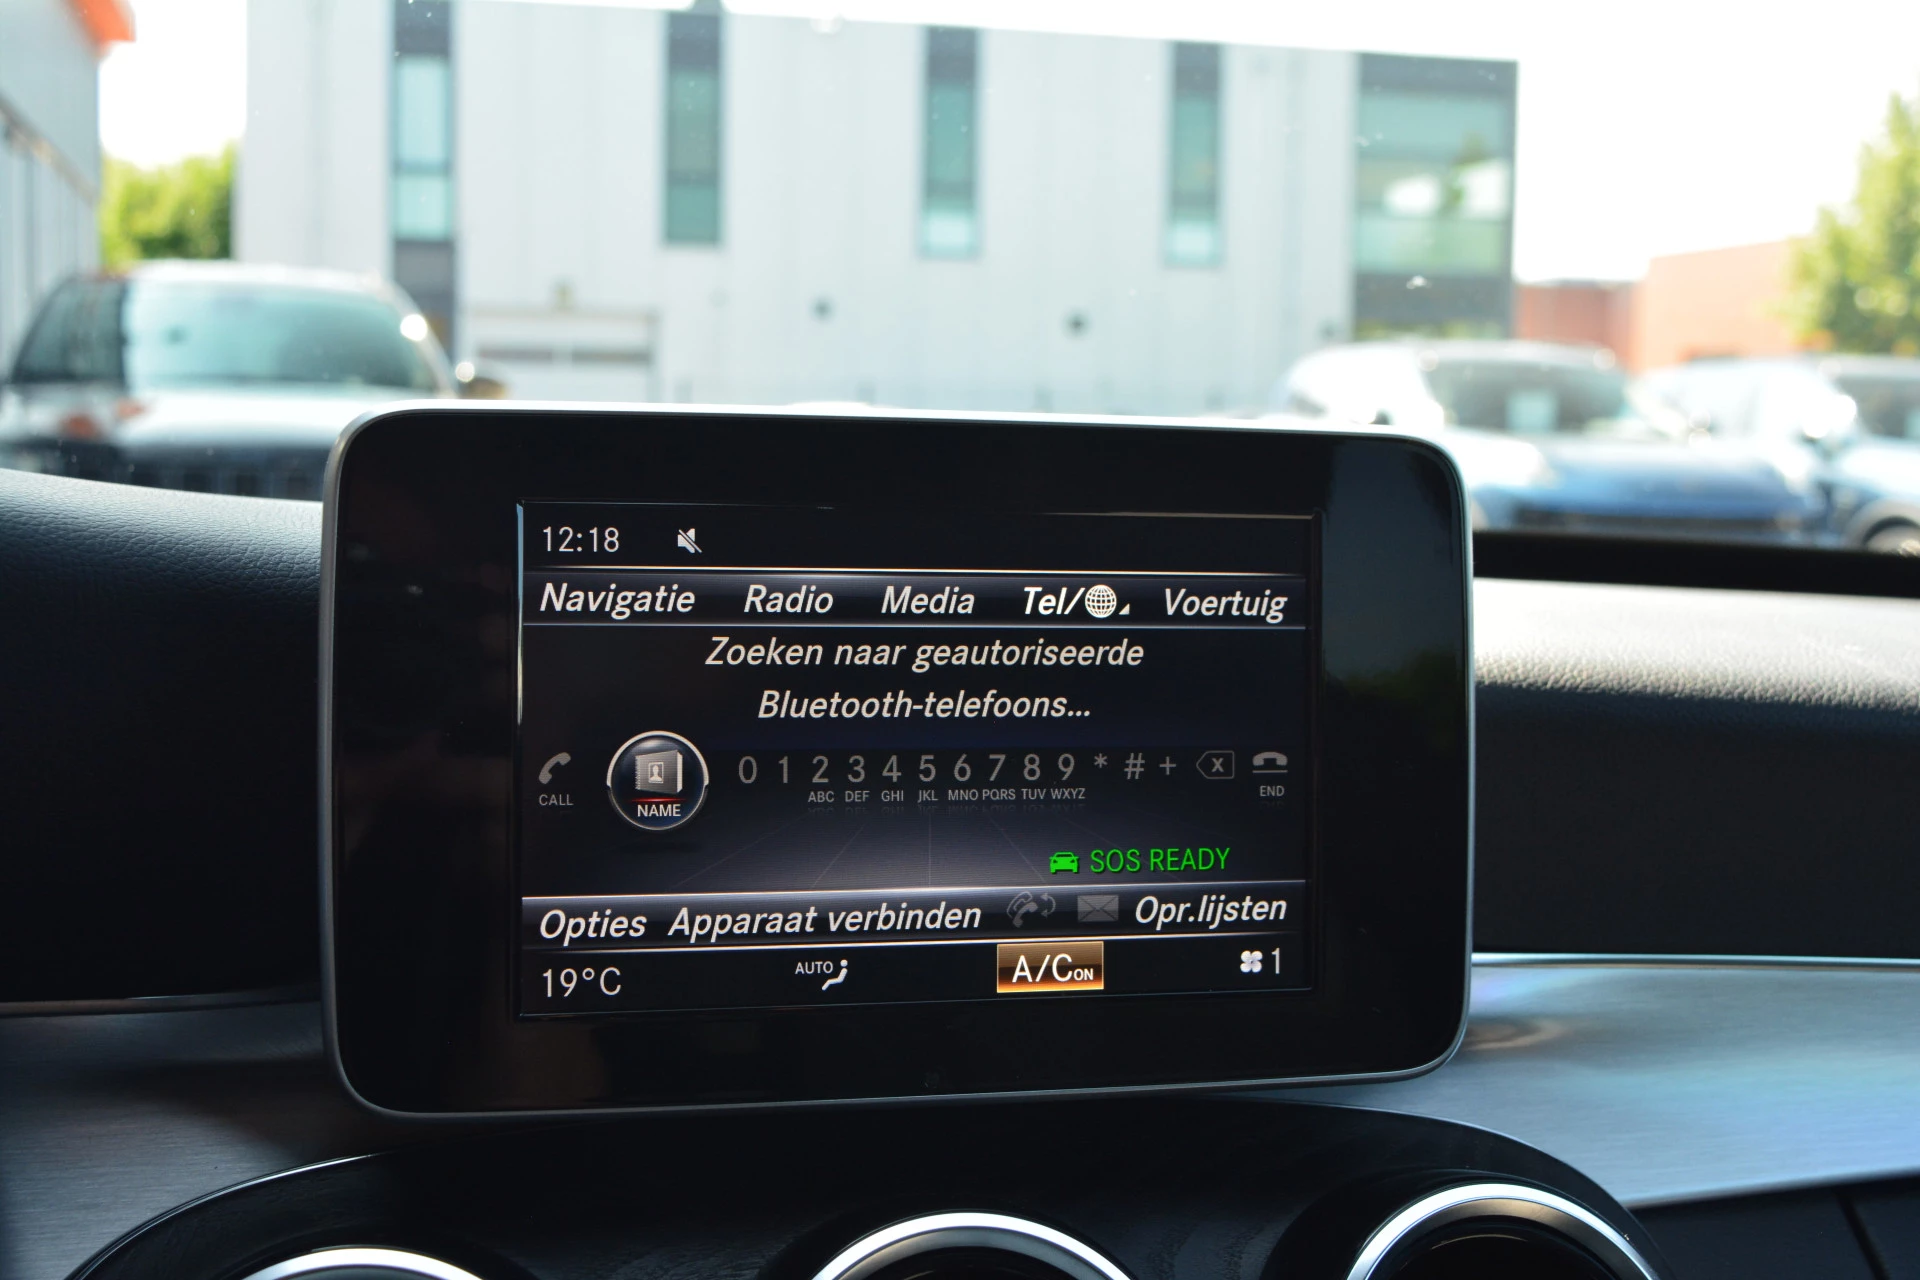 12:18
Navigatie Radio Media Tel/ Voertuig
Zoeken naar geautoriseerde
Bluetooth-telefoons...
0 1 2 3 4 5 6 7 8 9 * # + X
CALL NAME ABC DEF GHI JKL MNO PQRS TUV WXYZ END
SOS READY
Opties Apparaat verbinden Opr.lijsten
19°C AUTO A/C ON 1